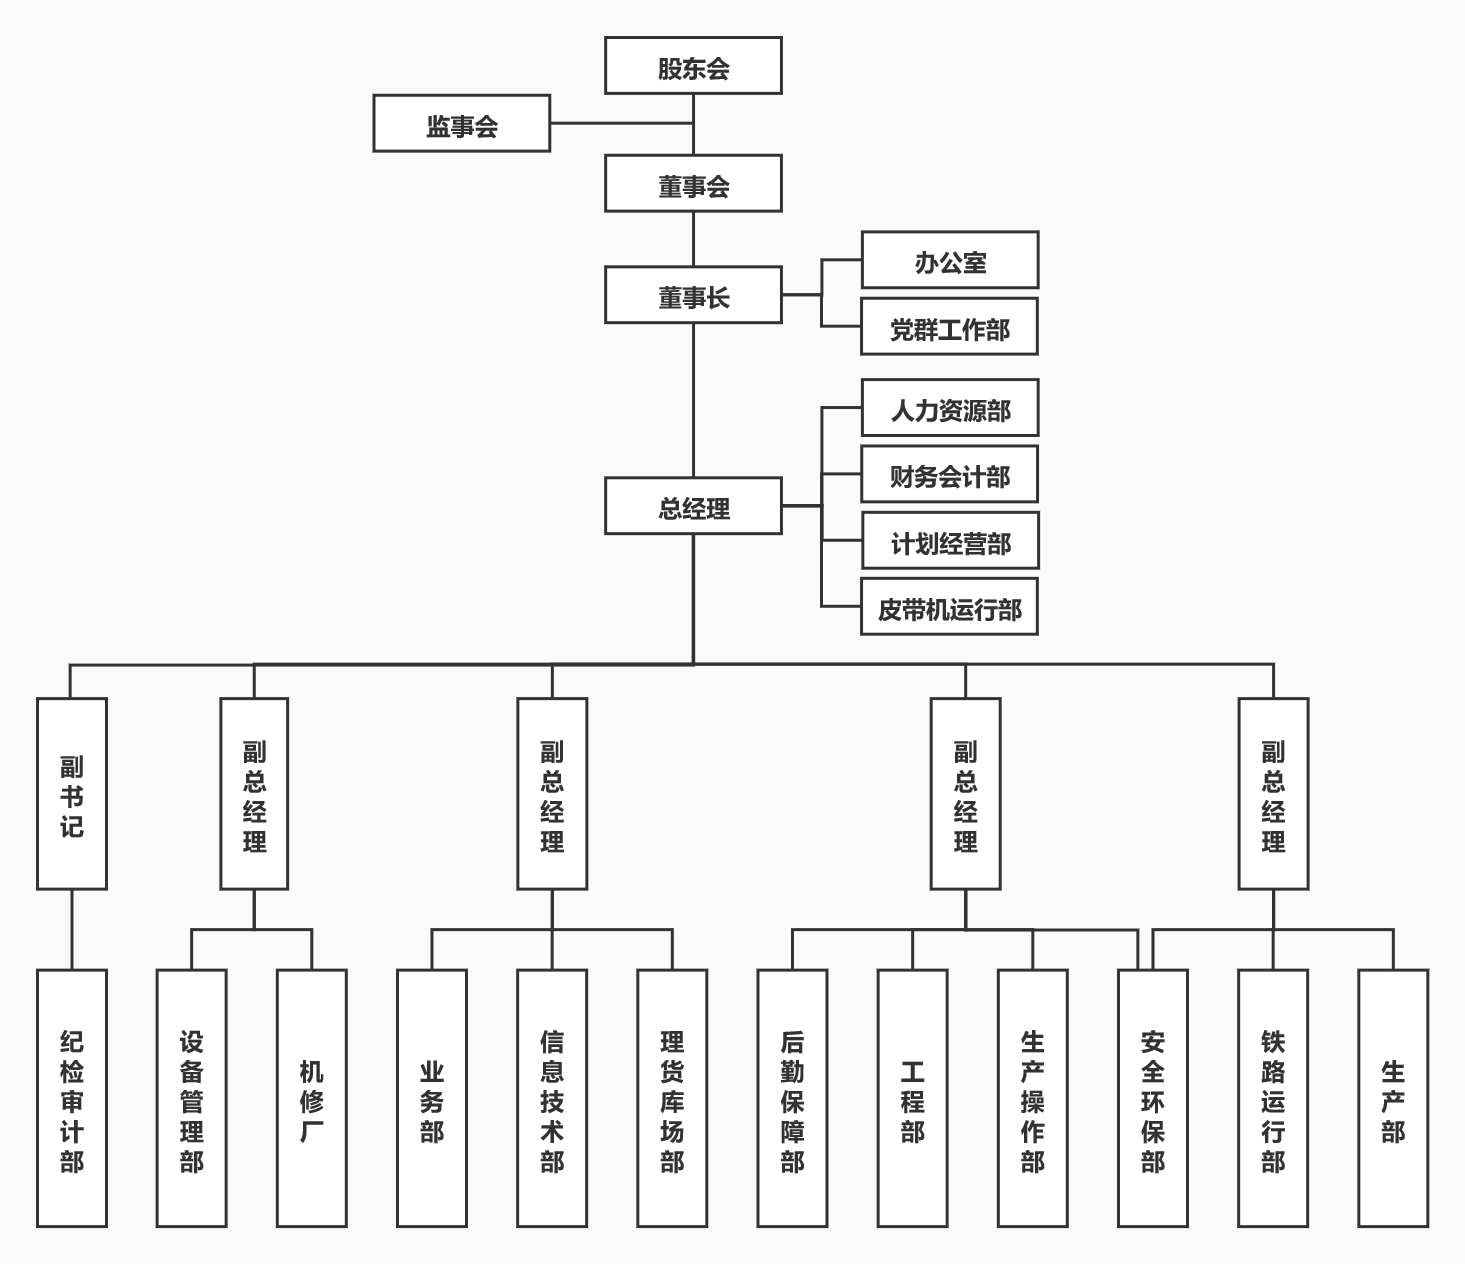 股东会
监事会
董事会
董事长
办公室
党群工作部
人力资源部
财务会计部
总经理
计划经营部
皮带机运行部
副书记
副总经理
副总经理
副总经理
副总经理
纪检审计部
设备管理部
机修厂
业务部
信息技术部
理货库场部
后勤保障部
工程部
生产操作部
安全环保部
铁路运行部
生产部